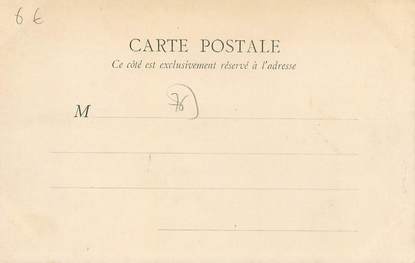 6 €
CARTE POSTALE
Ce côté est exclusivement réservé à l'adresse
76
M